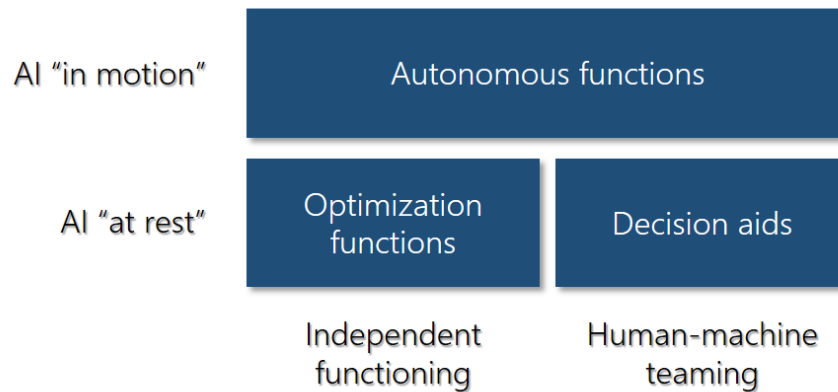 AI “in motion“
Autonomous functions
AI “at rest“
Optimization
functions
Decision aids
Independent
functioning
Human-machine
teaming